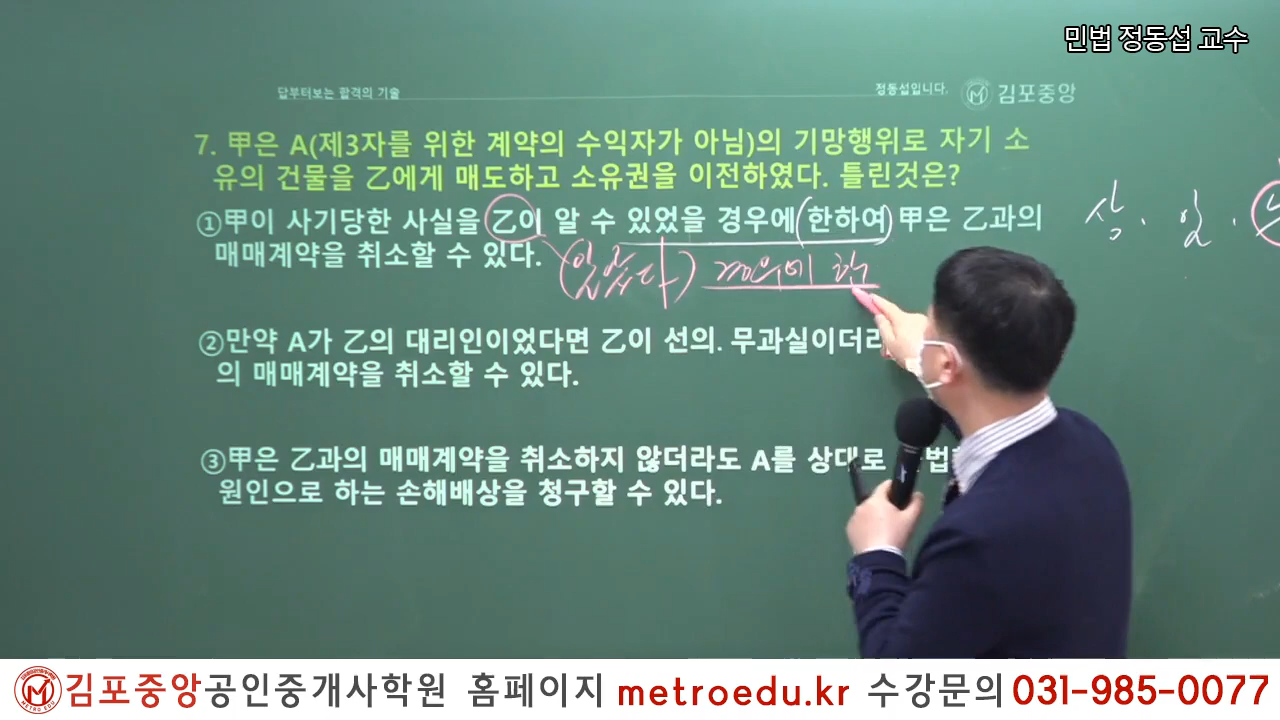 민법 정동섭 교수
답부터보는 합격의 기술
정동섭입니다.
김포중앙
7. 甲은 A(제3자를 위한 계약의 수익자가 아님)의 기망행위로 자기 소
유의 건물을 乙에게 매도하고 소유권을 이전하였다. 틀린것은?
①甲이 사기당한 사실을 乙이 알 수 있었을 경우에 한하여 甲은 乙과의
매매계약을 취소할 수 있다.
②만약 A가 乙의 대리인이었다면 乙이 선의. 무과실이더라
의 매매계약을 취소할 수 있다.
③甲은 乙과의 매매계약을 취소하지 않더라도 A를 상대로
원인으로 하는 손해배상을 청구할 수 있다.
METRO EDU
김포중앙공인중개사학원 홈페이지 metroedu.kr 수강문의 031-985-0077